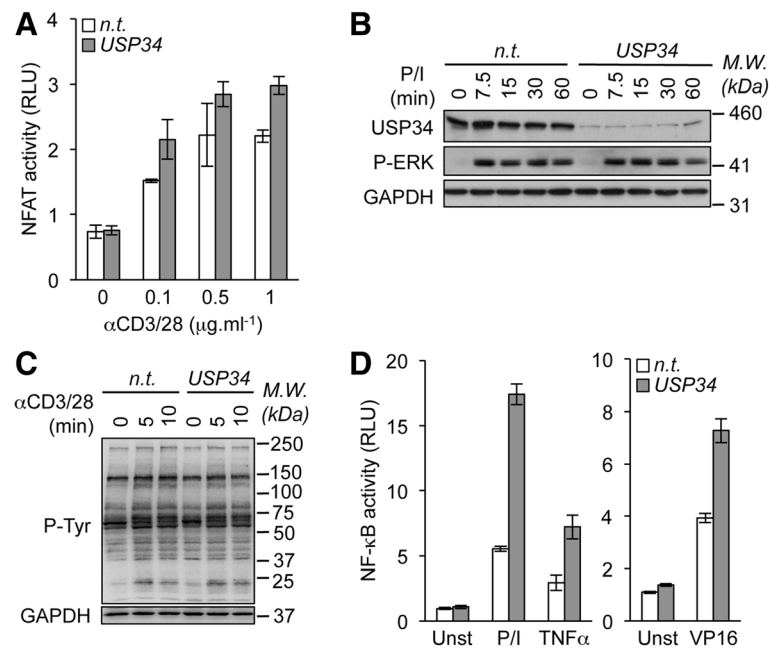 A
n.t.
USP34
NFAT activity (RLU)
4
3
2
1
0
0 0.1 0.5 1
αCD3/28 (μg.ml-1)
B
n.t. USP34
M.W.
(kDa)
P/I
(min)
0 7.5 15 30 60 0 7.5 15 30 60
USP34
460
P-ERK
41
GAPDH
31
C
n.t. USP34
M.W.
(kDa)
αCD3/28
(min)
0 5 10 0 5 10
250
150
100
75
P-Tyr
50
37
25
GAPDH
37
D
NF-κB activity (RLU)
20
15
10
5
0
Unst P/I TNFα
n.t.
USP34
10
8
6
4
2
0
Unst VP16